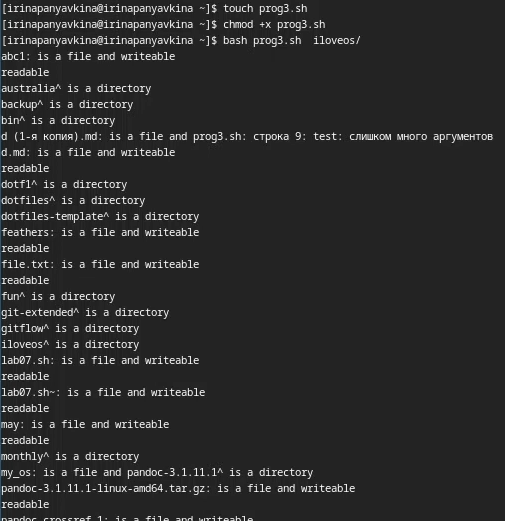 [irinapanyavkina@irinapanyavkina ~]$ touch prog3.sh
[irinapanyavkina@irinapanyavkina ~]$ chmod +x prog3.sh
[irinapanyavkina@irinapanyavkina ~]$ bash prog3.sh  iloveos/
abc1: is a file and writeable
readable
australia^ is a directory
backup^ is a directory
bin^ is a directory
d (1-я копия).md: is a file and prog3.sh: строка 9: test: слишком много аргументов
d.md: is a file and writeable
readable
dotf1^ is a directory
dotfiles^ is a directory
dotfiles-template^ is a directory
feathers: is a file and writeable
readable
file.txt: is a file and writeable
readable
fun^ is a directory
git-extended^ is a directory
gitflow^ is a directory
iloveos^ is a directory
lab07.sh: is a file and writeable
readable
lab07.sh~: is a file and writeable
readable
may: is a file and writeable
readable
monthly^ is a directory
my_os: is a file and pandoc-3.1.11.1^ is a directory
pandoc-3.1.11.1-linux-amd64.tar.gz: is a file and writeable
readable
pandoc-crossref.1: is a file and writeable